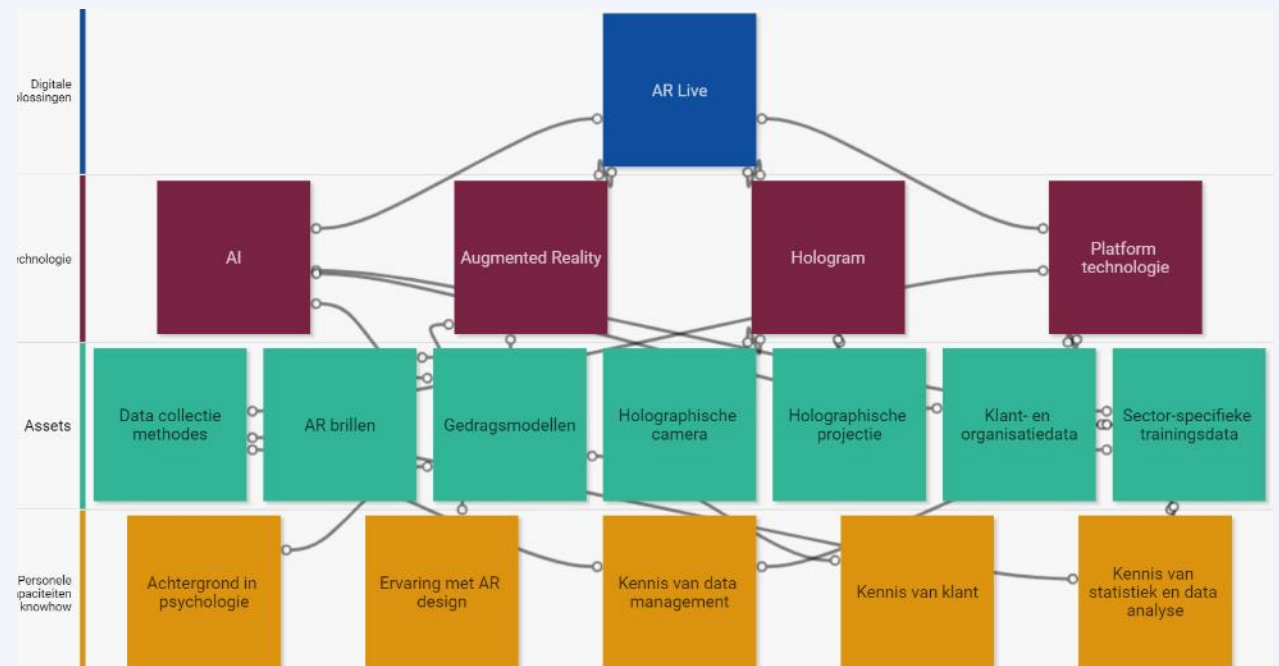 Digitale
plossingen
AR Live
echnologie
AI
Augmented Reality
Hologram
Platform
technologie
Assets
Data collectie
methodes
AR brillen
Gedragsmodellen
Holographische
camera
Holographische
projectie
Klant- en
organisatiedata
Sector-specifieke
trainingsdata
Personele
apaciteiten
knowhow
Achtergrond in
psychologie
Ervaring met AR
design
Kennis van data
management
Kennis van klant
Kennis van
statistiek en data
analyse